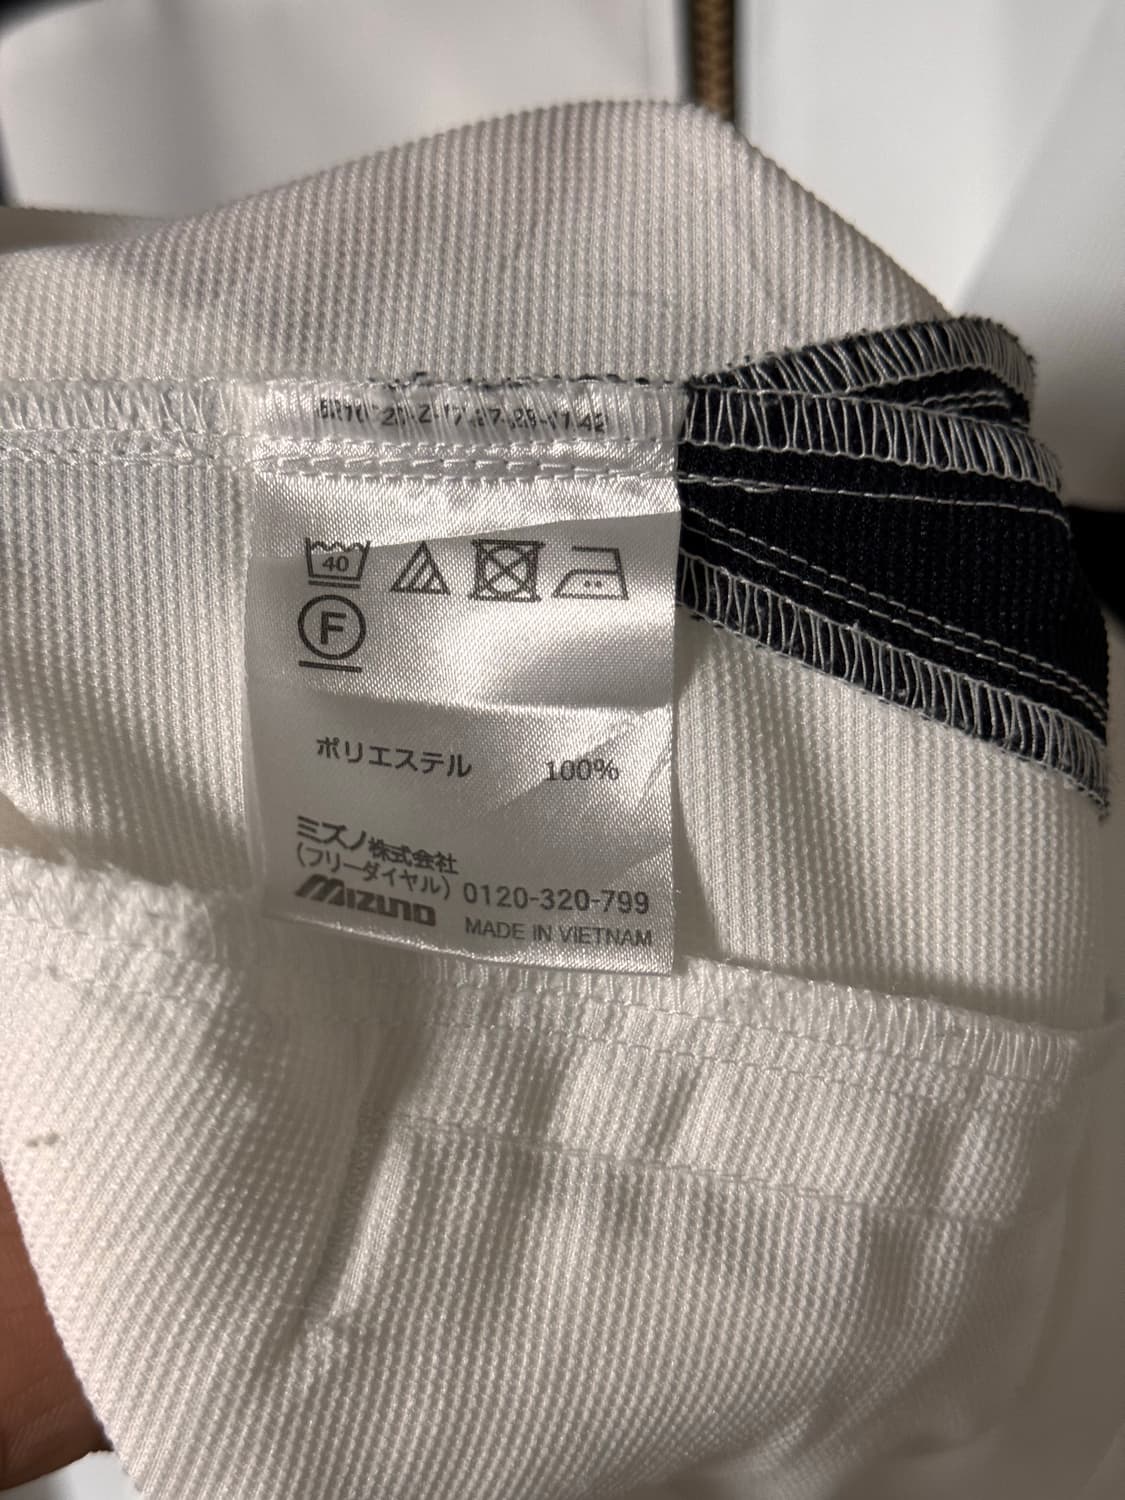 40
F
ポリエステル 100%
ミズノ株式会社
(フリーダイヤル) 0120-320-799
MIZUNO
MADE IN VIETNAM